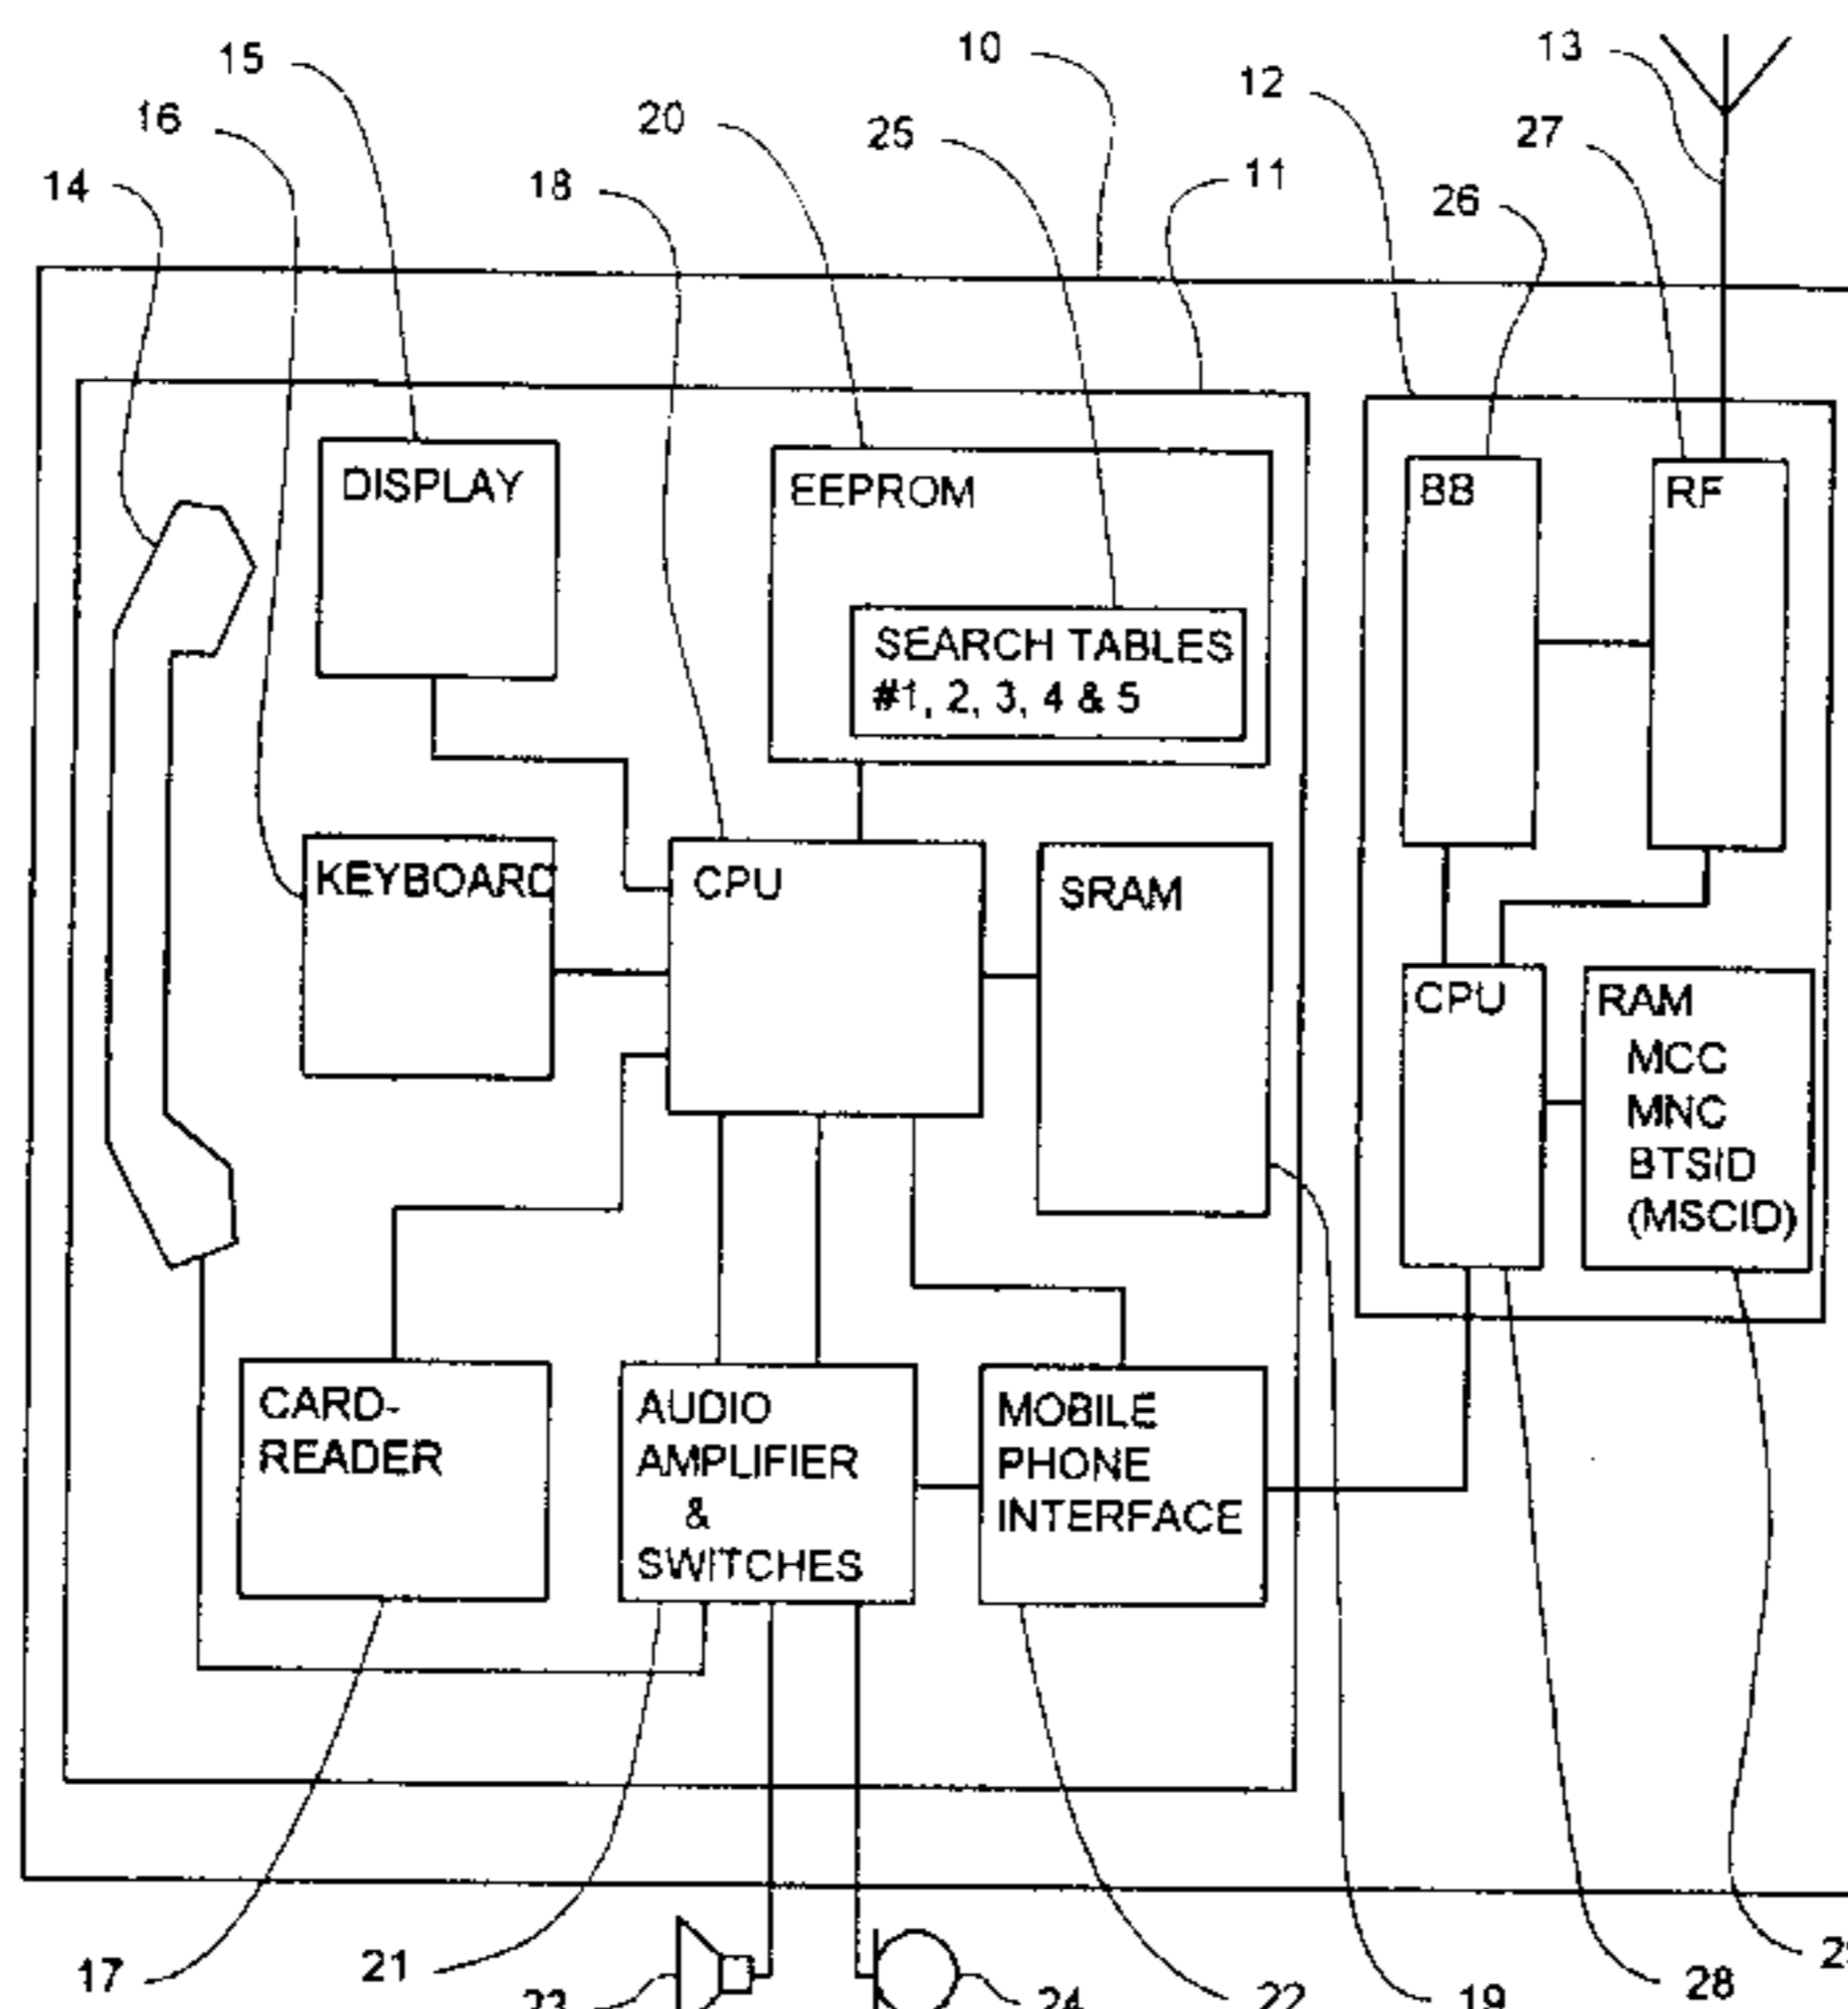 15
10
13
16
20
25
12
27
14
18
11
26
DISPLAY
EEPROM
BB
RF
SEARCH TABLES
#1, 2, 3, 4 & 5
KEYBOARD
CPU
SRAM
CPU
RAM
MCC
MNC
BTSID
(MSCID)
CARD-
READER
AUDIO
AMPLIFIER
&
SWITCHES
MOBILE
PHONE
INTERFACE
17
21
23
24
22
19
28